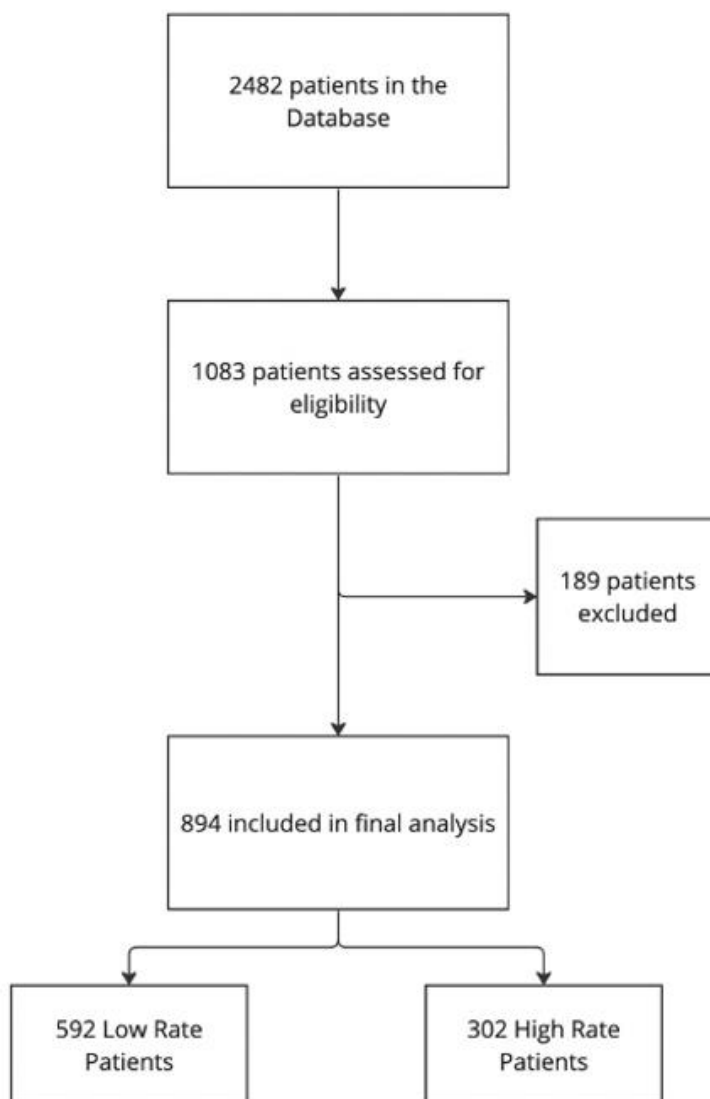 2482 patients in the
Database
1083 patients assessed for
eligibility
189 patients
excluded
894 included in final analysis
592 Low Rate
Patients
302 High Rate
Patients